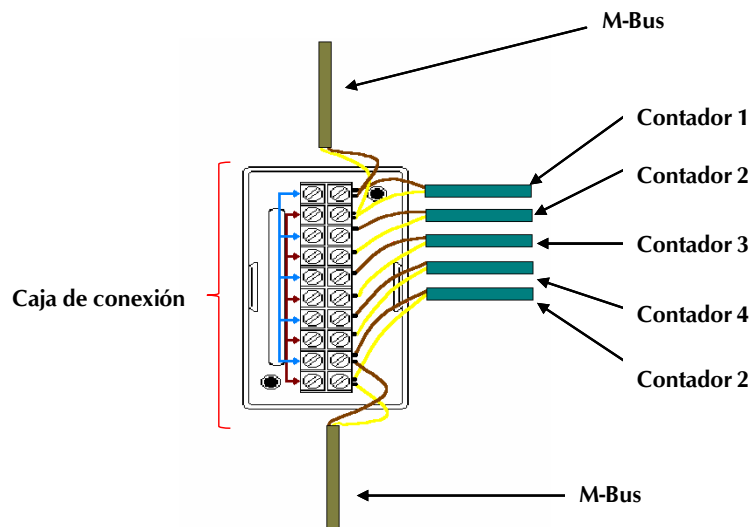 M-Bus
Contador 1
Contador 2
Contador 3
Caja de conexión
Contador 4
Contador 2
M-Bus